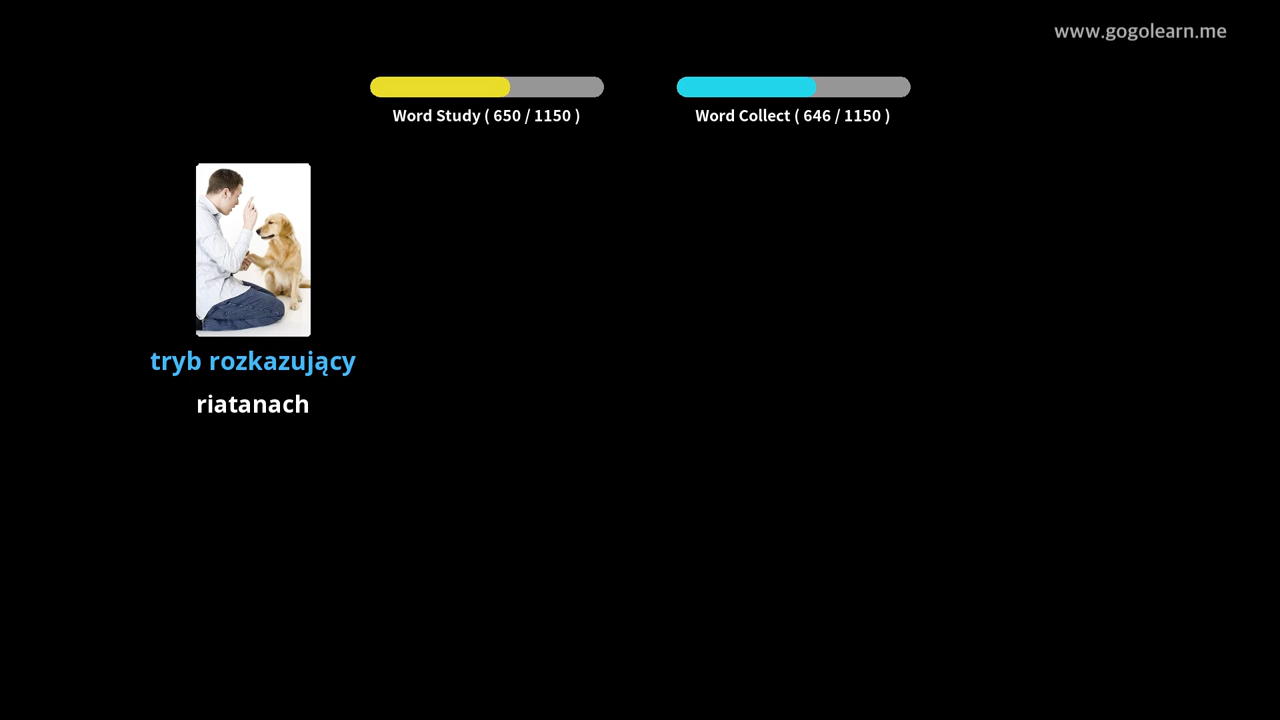 www.gogolearn.me
Word Study ( 650 / 1150 )
Word Collect ( 646 / 1150 )
tryb rozkazujący
riatanach